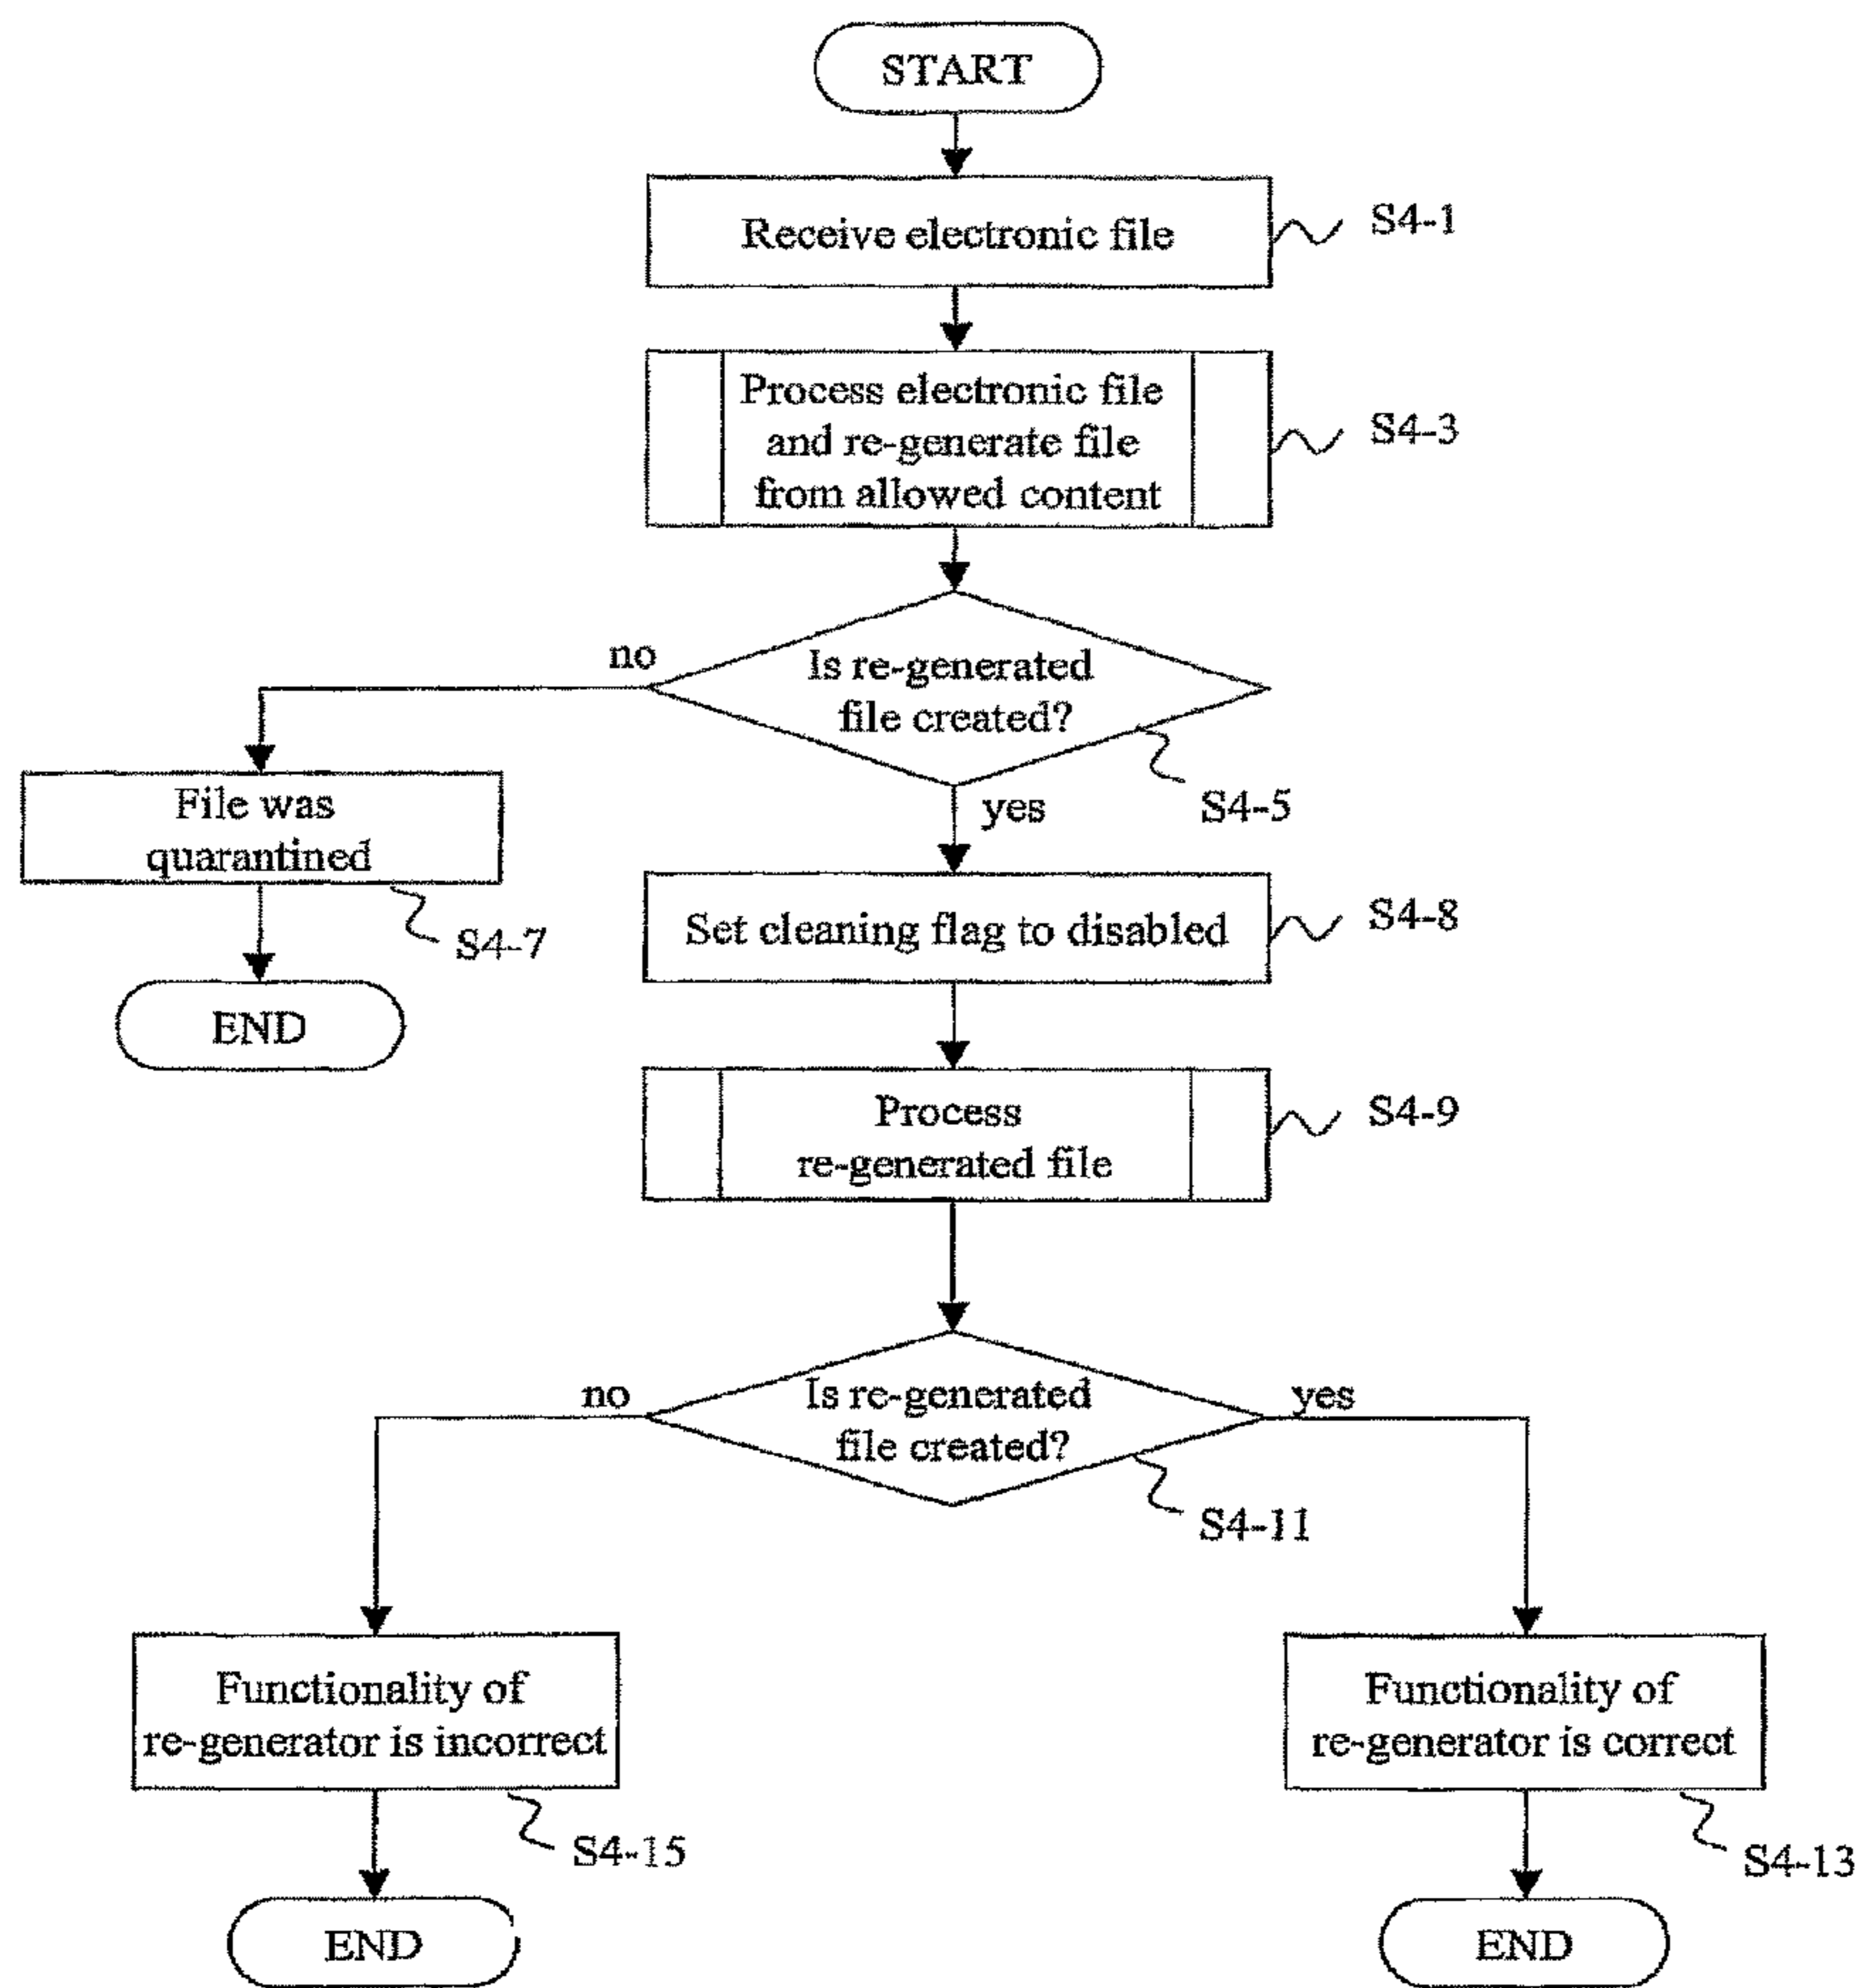 START
Receive electronic file
S4-1
Process electronic file
and re-generate file
from allowed content
S4-3
no
Is re-generated
file created?
S4-5
yes
File was
quarantined
S4-7
END
Set cleaning flag to disabled
S4-8
Process
re-generated file
S4-9
no
Is re-generated
file created?
yes
S4-11
Functionality of
re-generator is incorrect
S4-15
END
Functionality of
re-generator is correct
S4-13
END